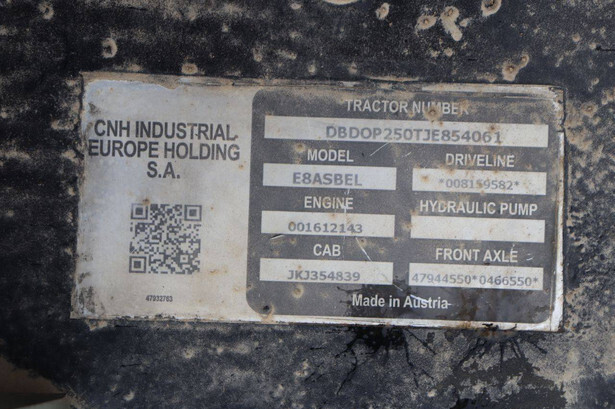 CNH INDUSTRIAL
EUROPE HOLDING
S.A.
47932763
TRACTOR NUMBER
DBDOP250TJE854061
MODEL
E8ASBEL
DRIVELINE
*008159582*
ENGINE
001612143
HYDRAULIC PUMP
CAB
JKJ354839
FRONT AXLE
47944550*0466550*
Made in Austria